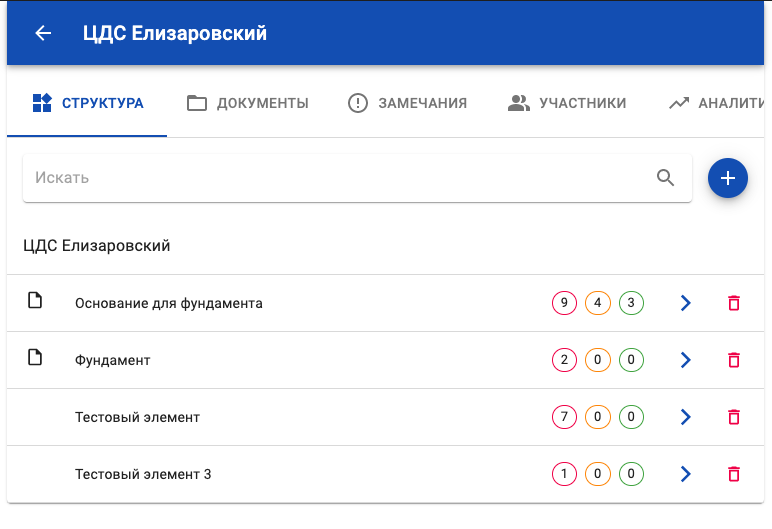 ЦДС Елизаровский
СТРУКТУРА ДОКУМЕНТЫ ЗАМЕЧАНИЯ УЧАСТНИКИ АНАЛИТИ
Искать
ЦДС Елизаровский
Основание для фундамента 9 4 3
Фундамент 2 0 0
Тестовый элемент 7 0 0
Тестовый элемент 3 1 0 0